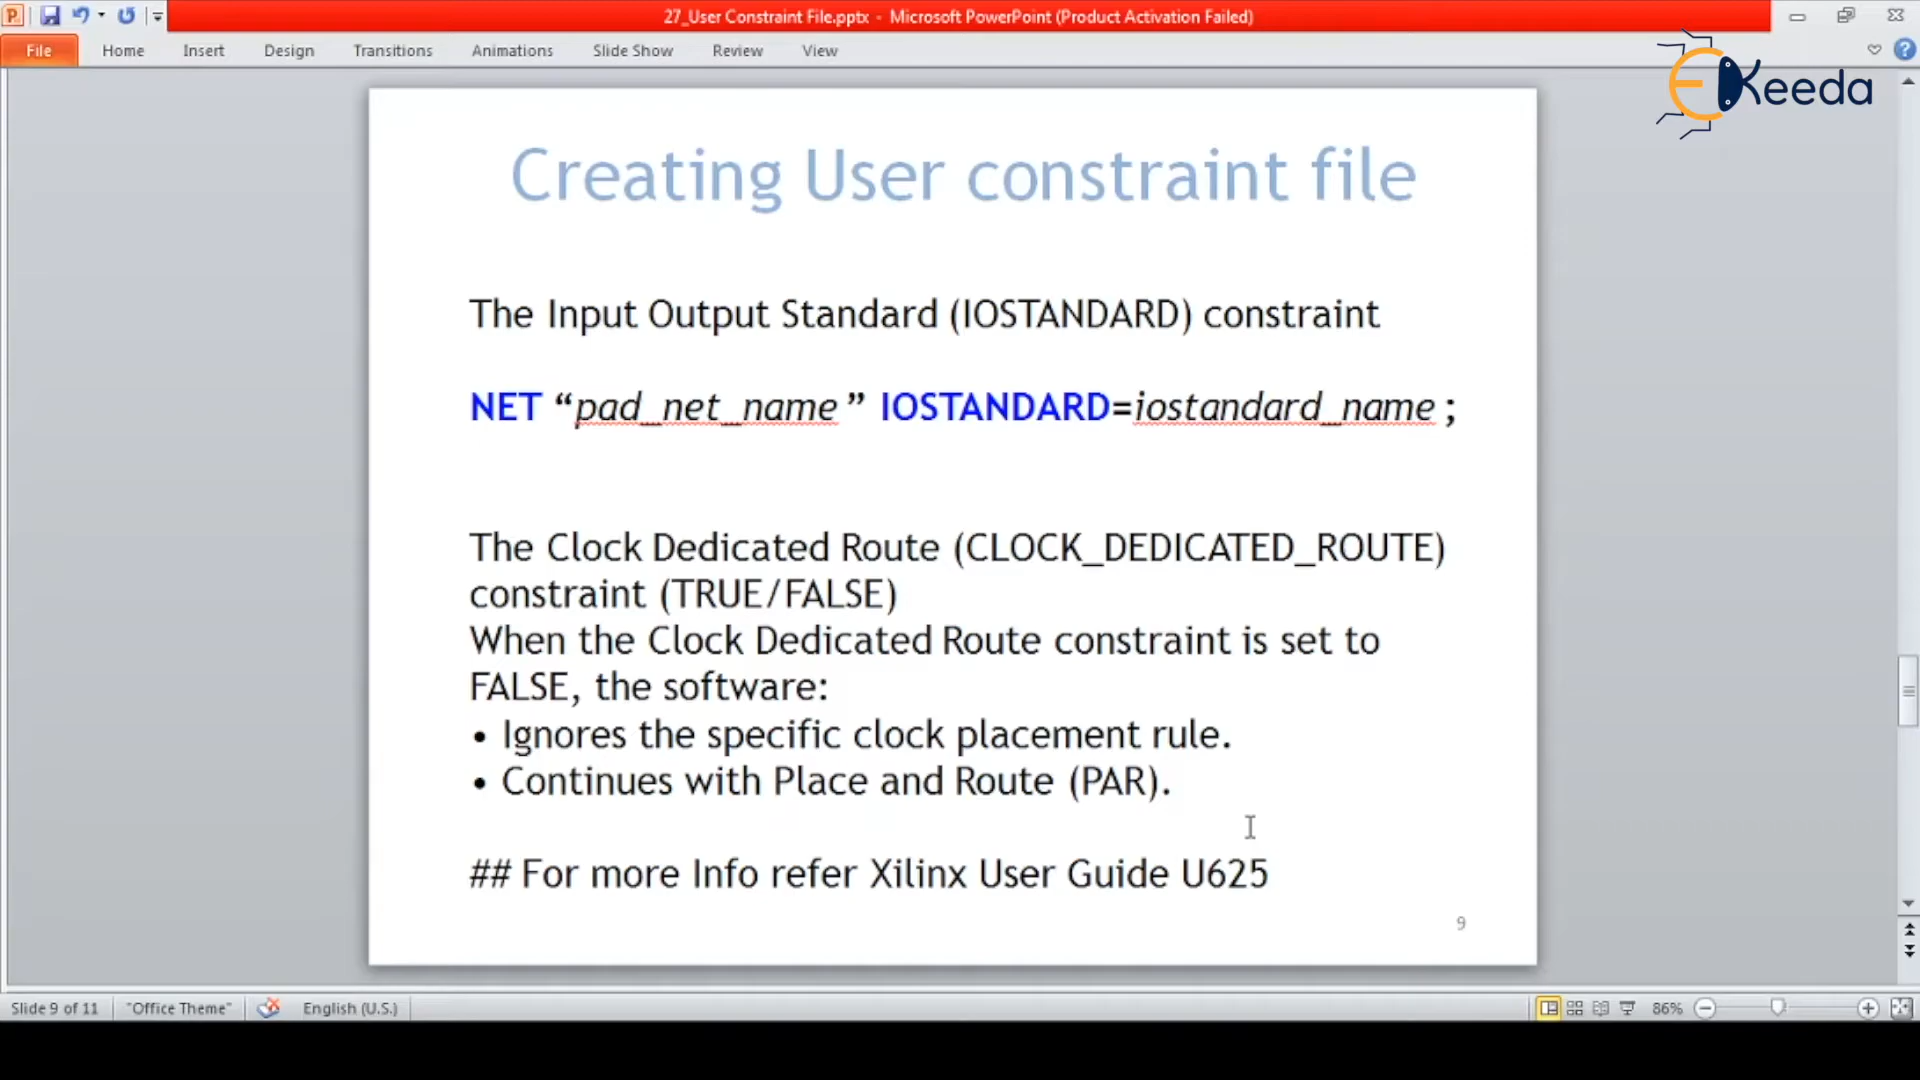 27_User Constraint File.pptx - Microsoft PowerPoint (Product Activation Failed)
File Home Insert Design Transitions Animations Slide Show Review View
EKeeda
Creating User constraint file
The Input Output Standard (IOSTANDARD) constraint
NET “pad_net_name” IOSTANDARD=iostandard_name;
The Clock Dedicated Route (CLOCK_DEDICATED_ROUTE)
constraint (TRUE/FALSE)
When the Clock Dedicated Route constraint is set to
FALSE, the software:
• Ignores the specific clock placement rule.
• Continues with Place and Route (PAR).
## For more Info refer Xilinx User Guide U625
9
Slide 9 of 11 "Office Theme" English (U.S.) 86%